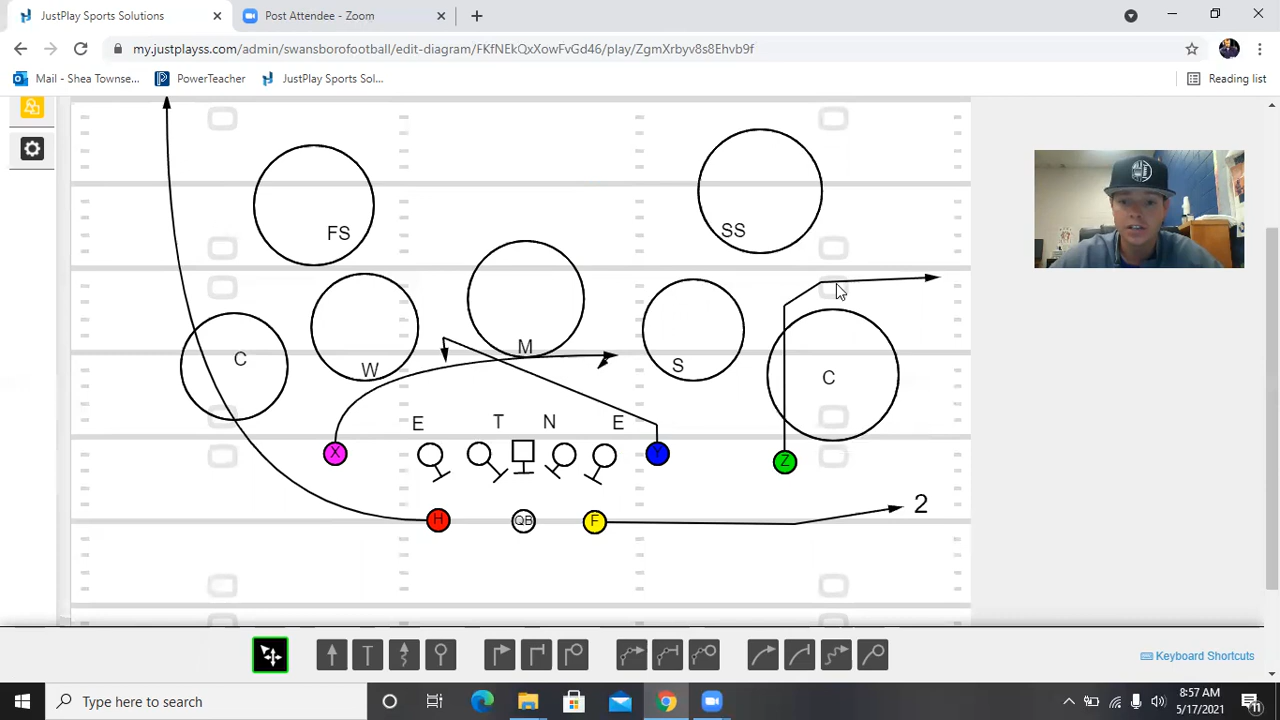 JustPlay Sports Solutions
Post Attendee - Zoom
my.justplayss.com/admin/swansborofootball/edit-diagram/FKfNEkQxXowFvGd46/play/ZgmXrbyv8s8Ehvb9f
Mail - Shea Townse...
PowerTeacher
JustPlay Sports Sol...
Reading list
FS
SS
C
W
M
S
C
E
T
N
E
X
Y
Z
H
QB
F
2
Keyboard Shortcuts
Type here to search
8:57 AM
5/17/2021
11